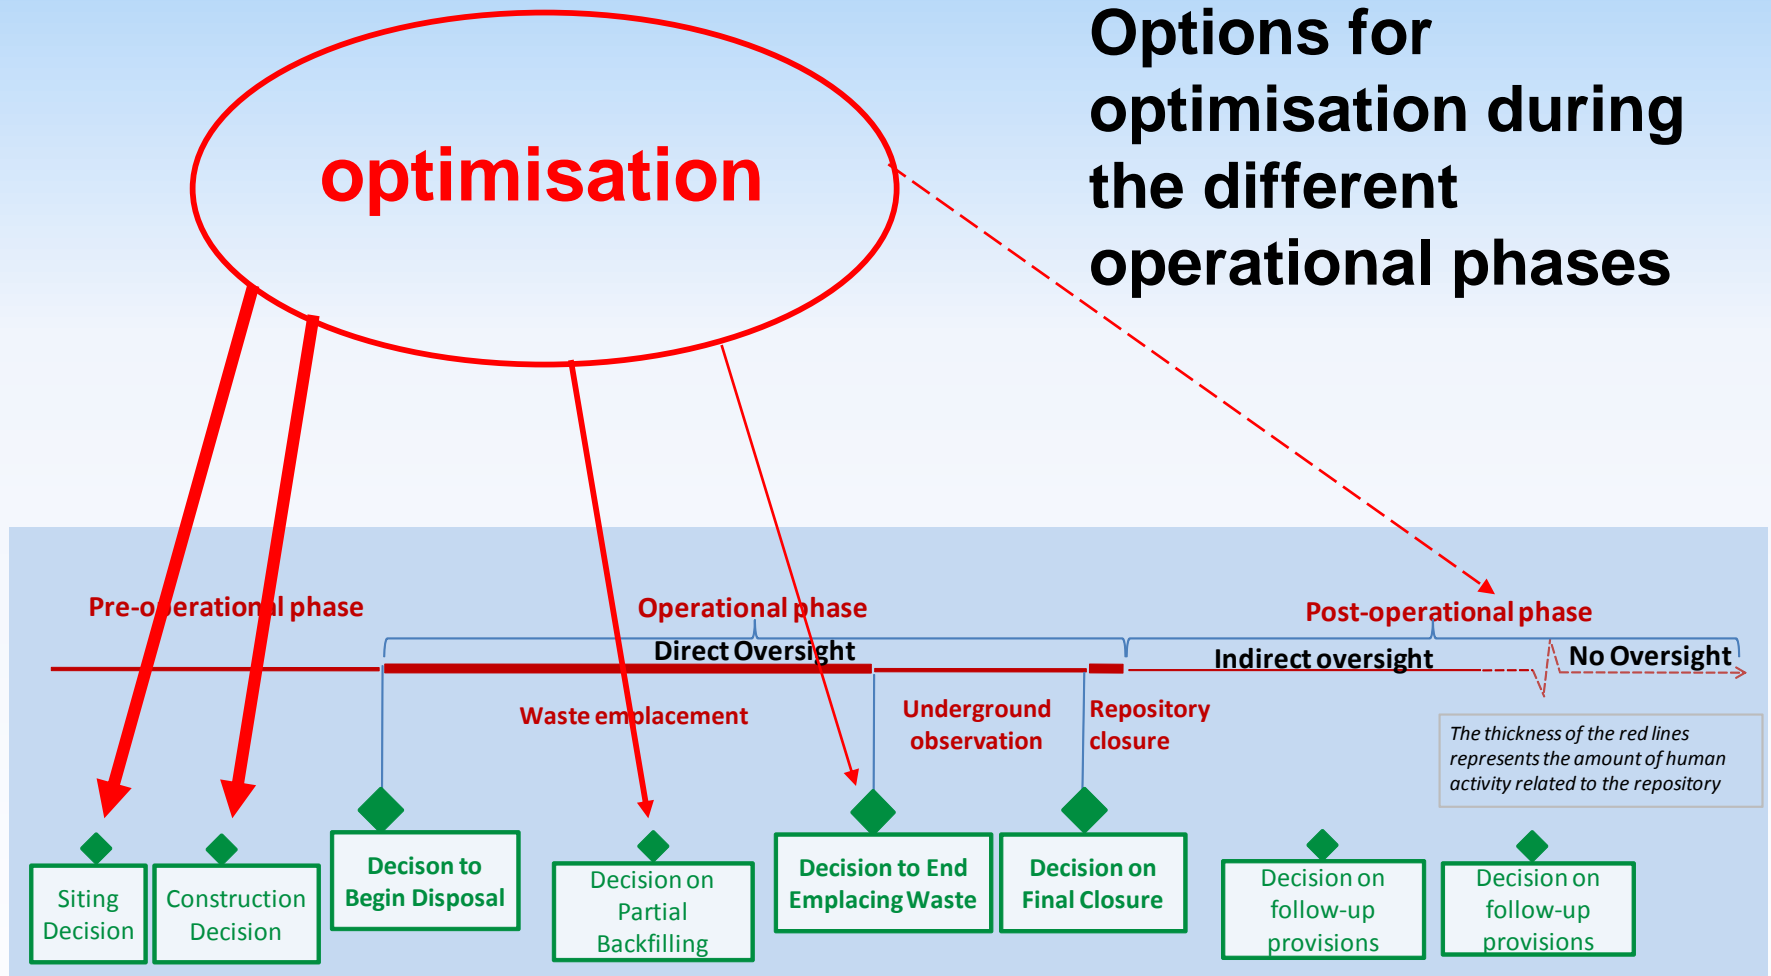 Options for
optimisation during
the different
operational phases
optimisation
Pre-operational phase
Operational phase
Post-operational phase
Direct Oversight
Indirect oversight
No Oversight
Waste emplacement
Underground
observation
Repository
closure
The thickness of the red lines
represents the amount of human
activity related to the repository
Siting
Decision
Construction
Decision
Decison to
Begin Disposal
Decision on
Partial
Backfilling
Decision to End
Emplacing Waste
Decision on
Final Closure
Decision on
follow-up
provisions
Decision on
follow-up
provisions